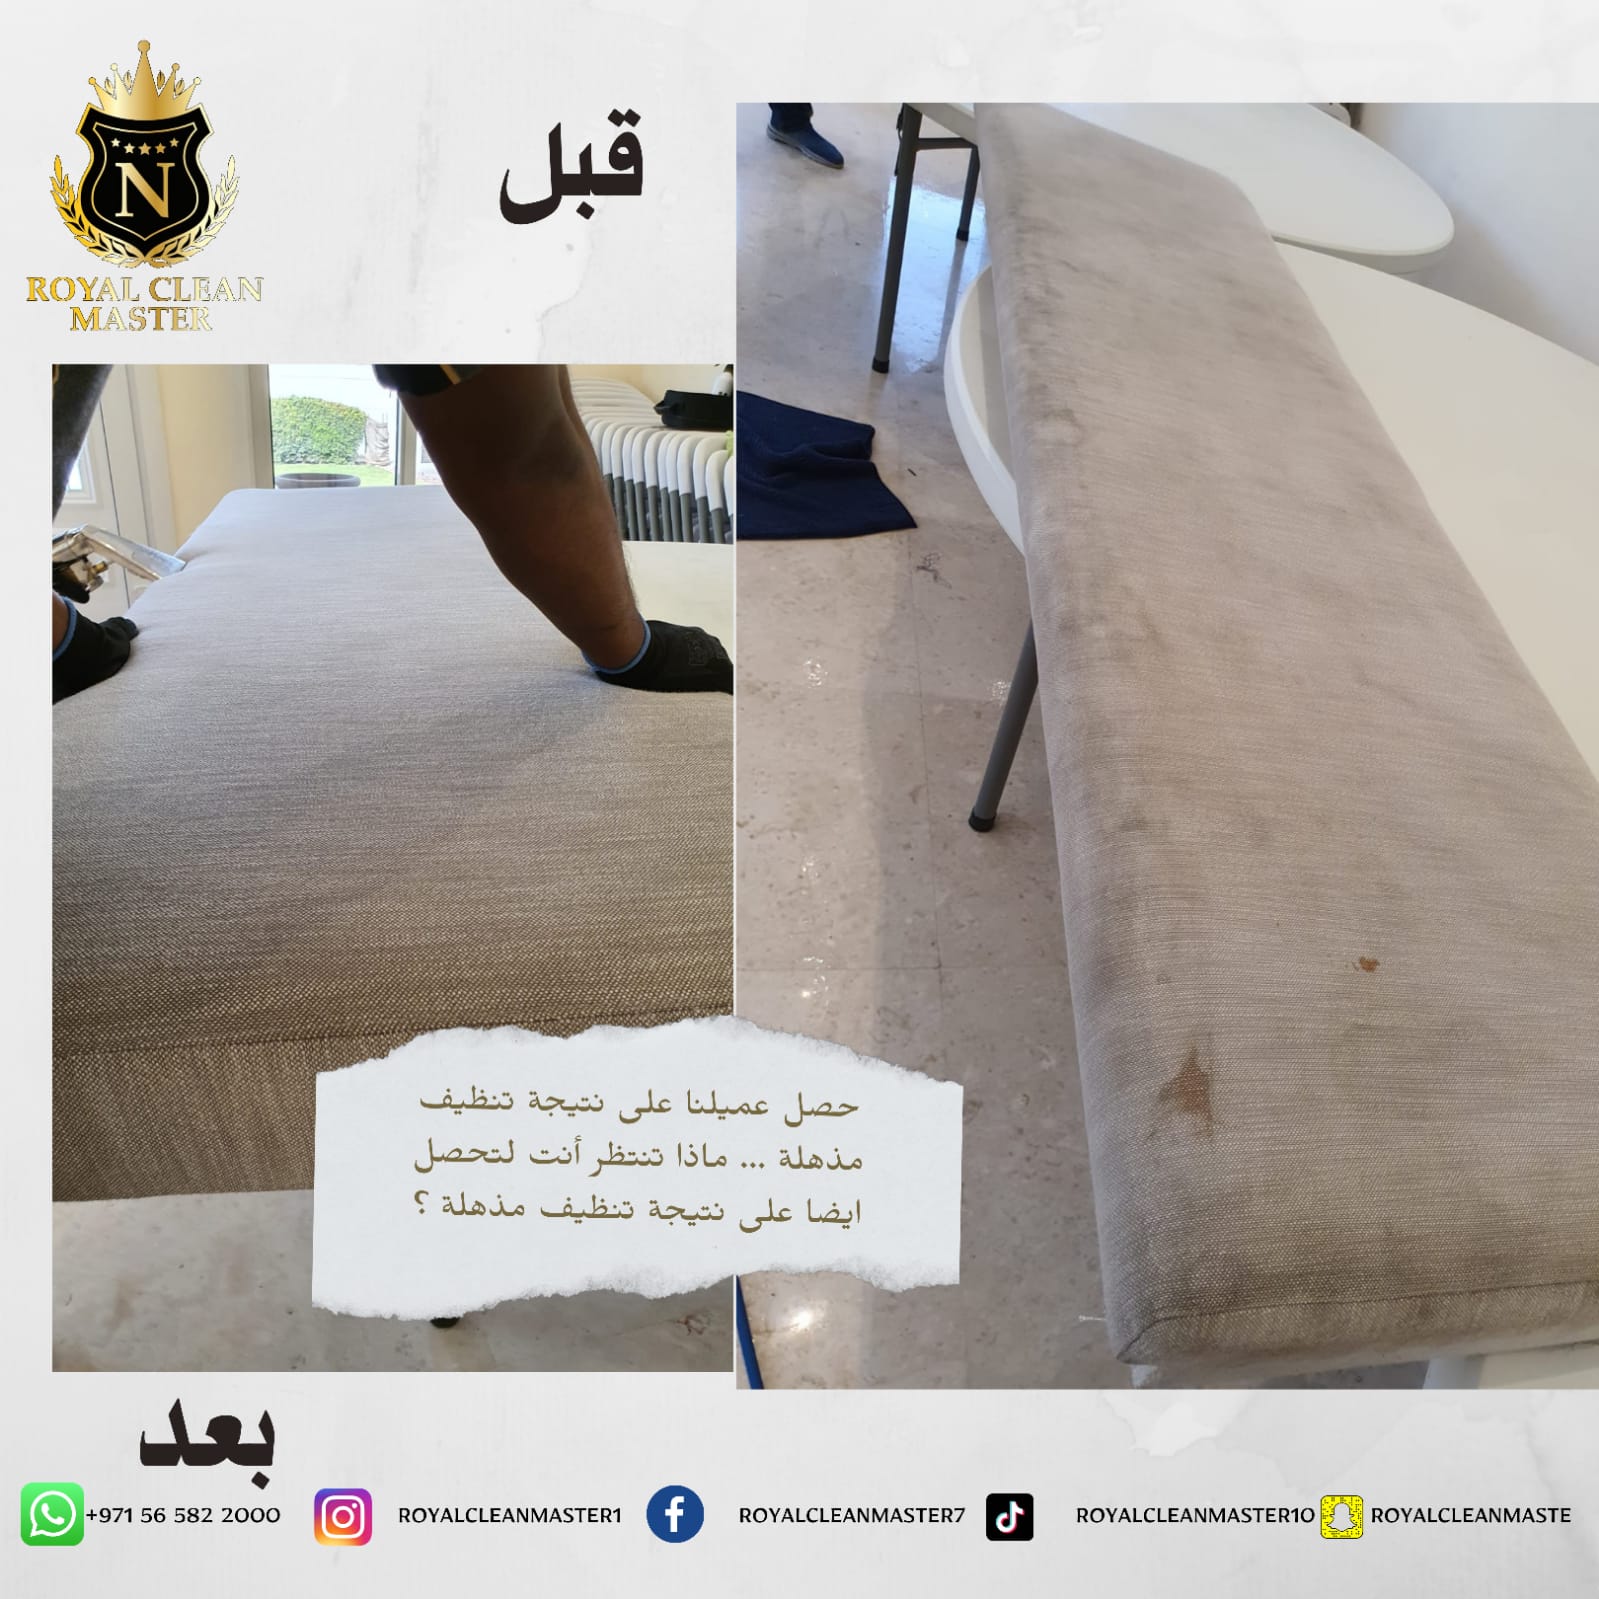 N
ROYAL CLEAN
MASTER
قبل
حصل عميلنا على نتيجة تنظيف
مذهلة ... ماذا تنتظر أنت لتحصل
ايضا على نتيجة تنظيف مذهلة ؟
بعد
+971 56 582 2000
ROYALCLEANMASTER1
ROYALCLEANMASTER7
ROYALCLEANMASTER10
ROYALCLEANMASTE